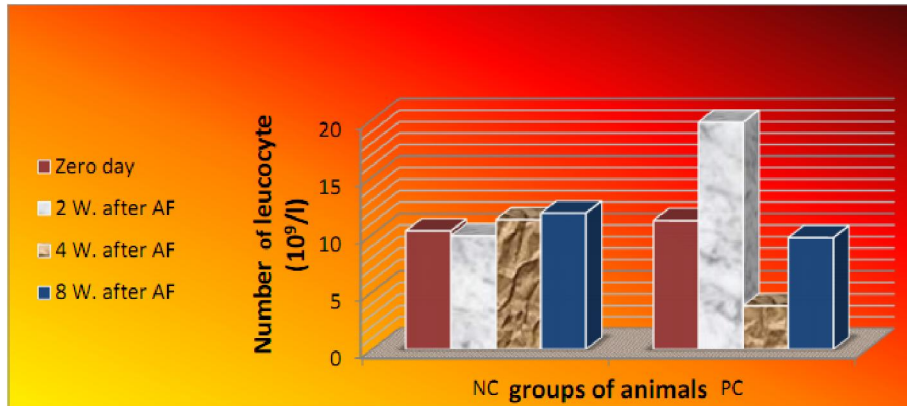 Zero day
2 W. after AF
4 W. after AF
8 W. after AF
Number of leucocyte
(10⁹/l)
20
15
10
5
0
NC groups of animals PC